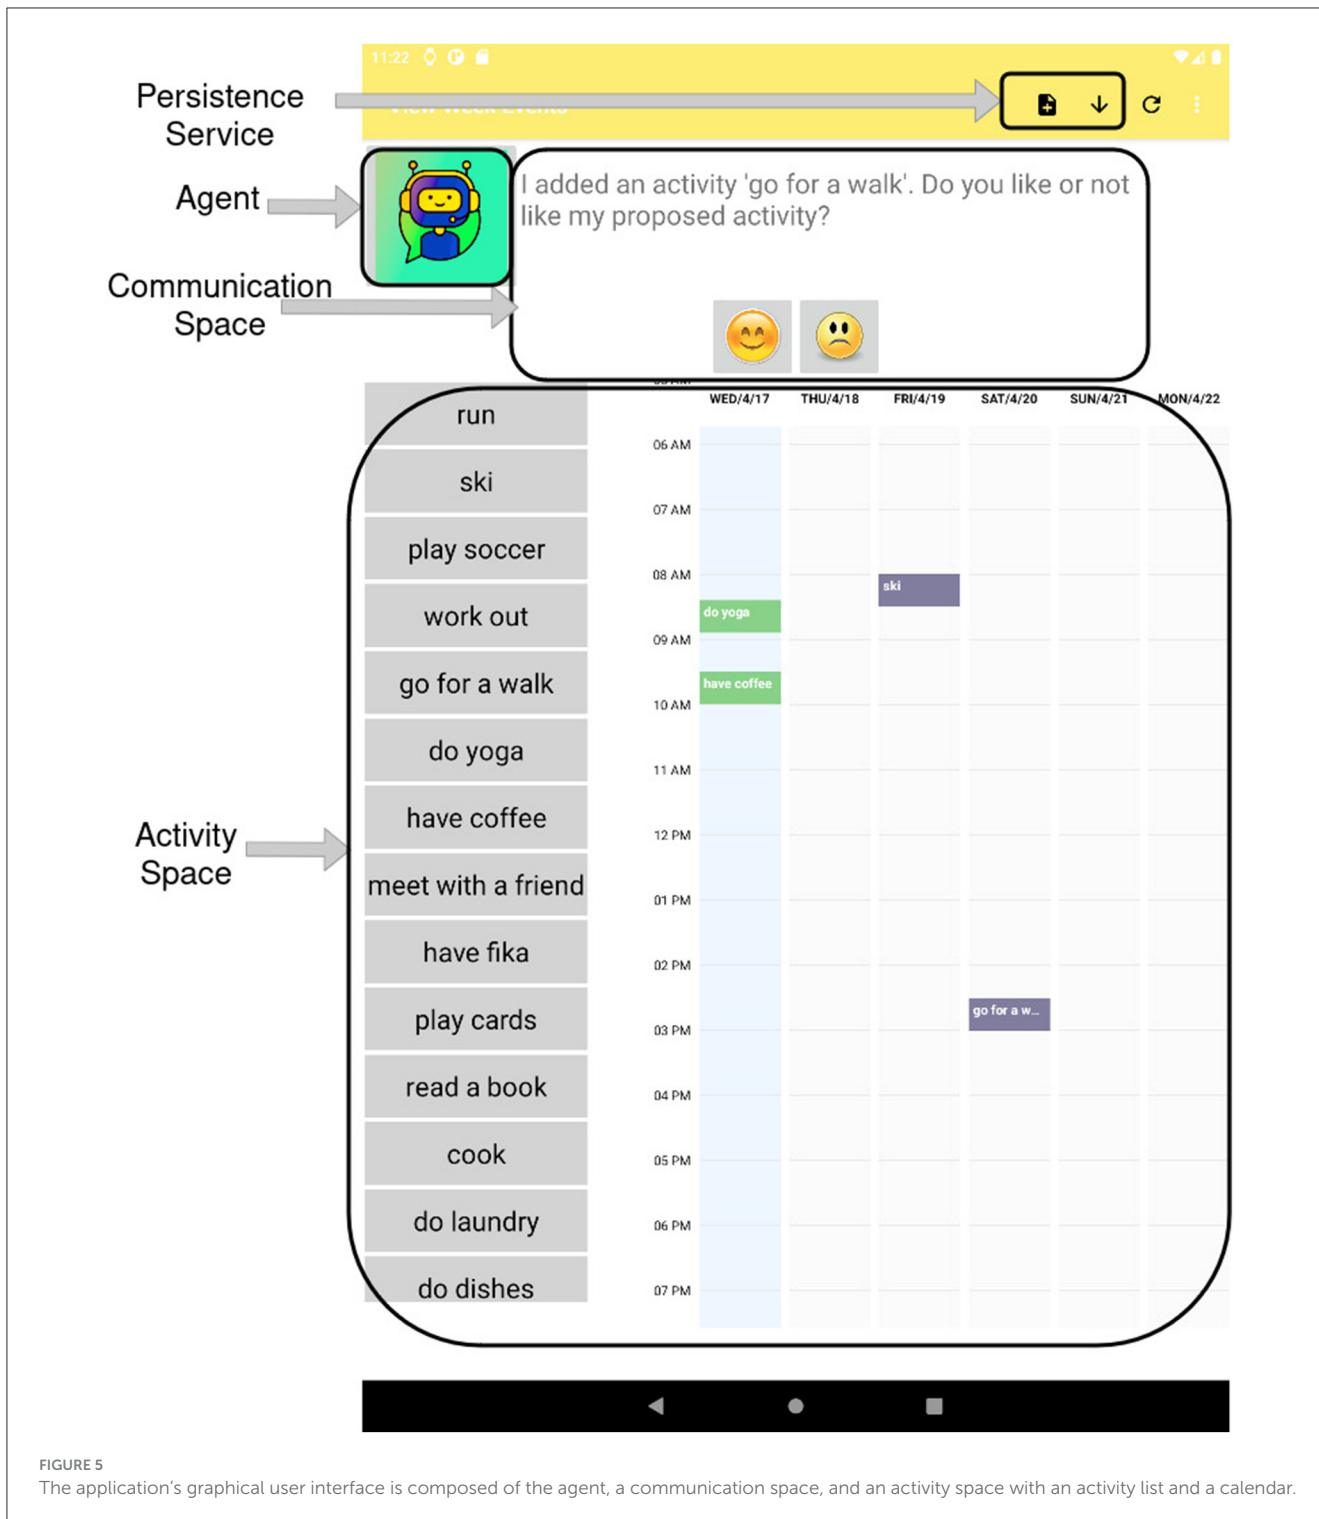 11:22
Persistence
Service
View Week Events
Agent
I added an activity 'go for a walk'. Do you like or not
like my proposed activity?
Communication
Space
WED/4/17 THU/4/18 FRI/4/19 SAT/4/20 SUN/4/21 MON/4/22
run
06 AM
ski
07 AM
play soccer
08 AM
ski
work out
do yoga
09 AM
go for a walk
have coffee
10 AM
do yoga
11 AM
have coffee
12 PM
Activity
Space
meet with a friend
01 PM
have fika
02 PM
play cards
go for a w...
03 PM
read a book
04 PM
cook
05 PM
do laundry
06 PM
do dishes
07 PM
FIGURE 5
The application's graphical user interface is composed of the agent, a communication space, and an activity space with an activity list and a calendar.